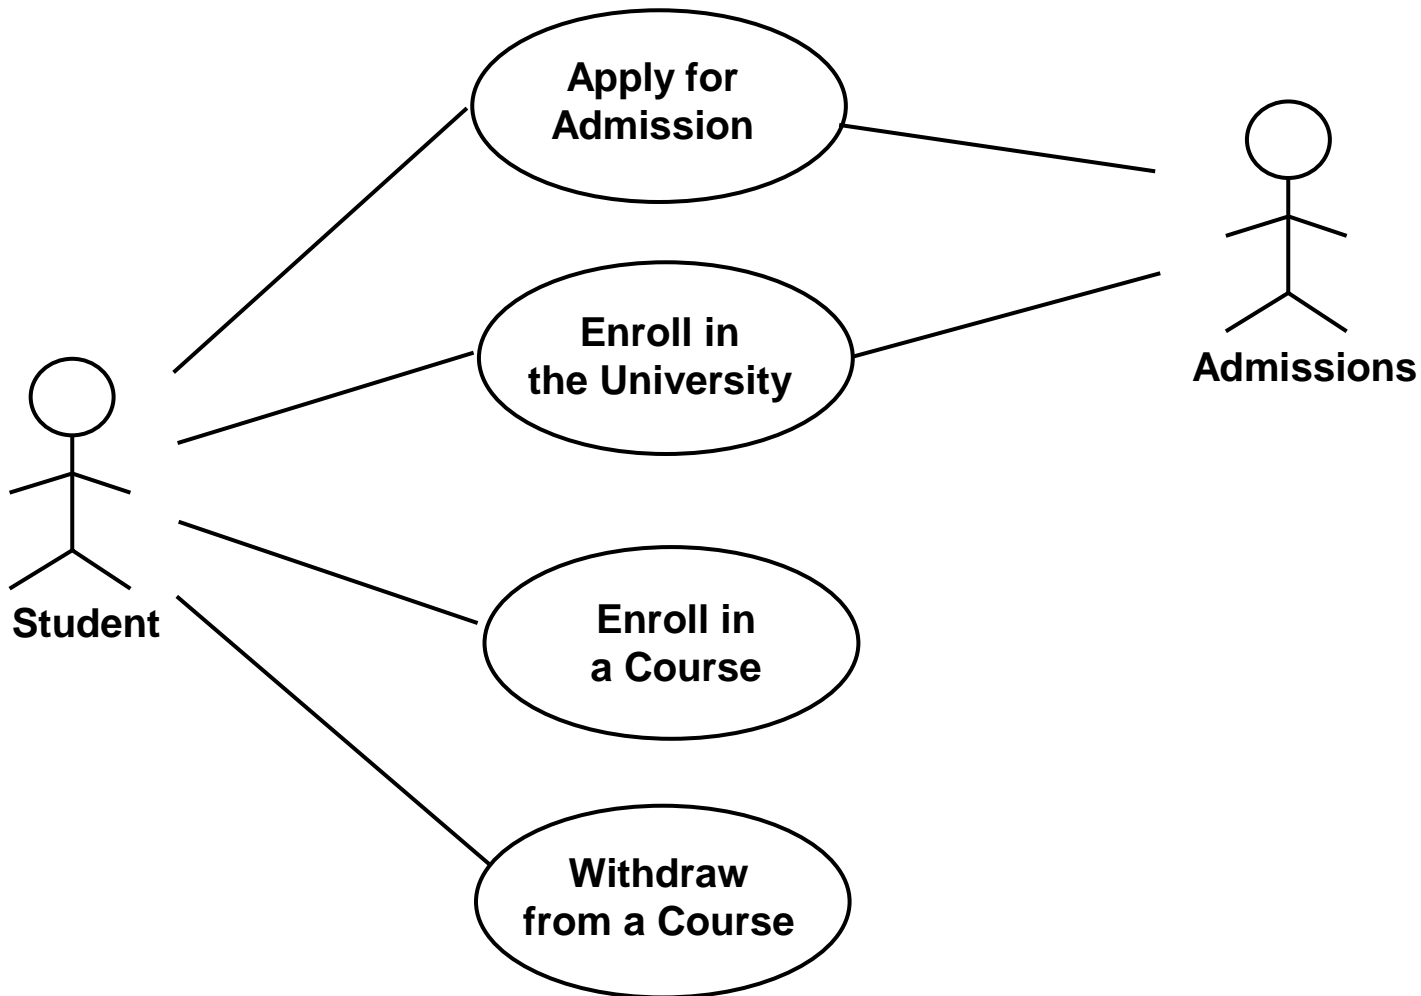 Apply for
Admission
Enroll in
the University
Admissions
Student
Enroll in
a Course
Withdraw
from a Course